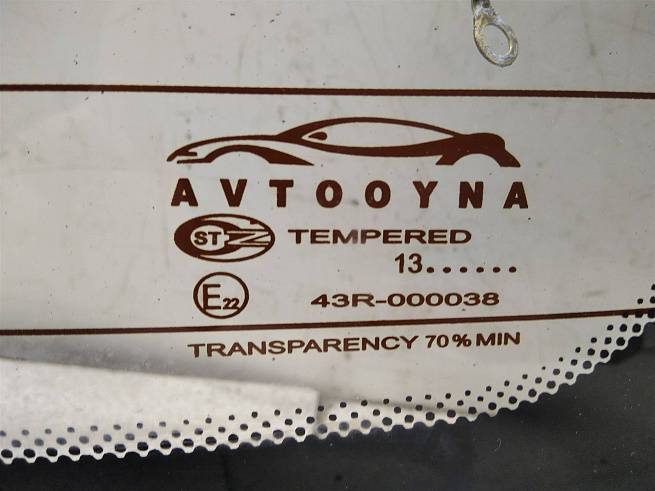 AVTOOYNA
ST Z TEMPERED
13......
E22 43R-000038
TRANSPARENCY 70% MIN